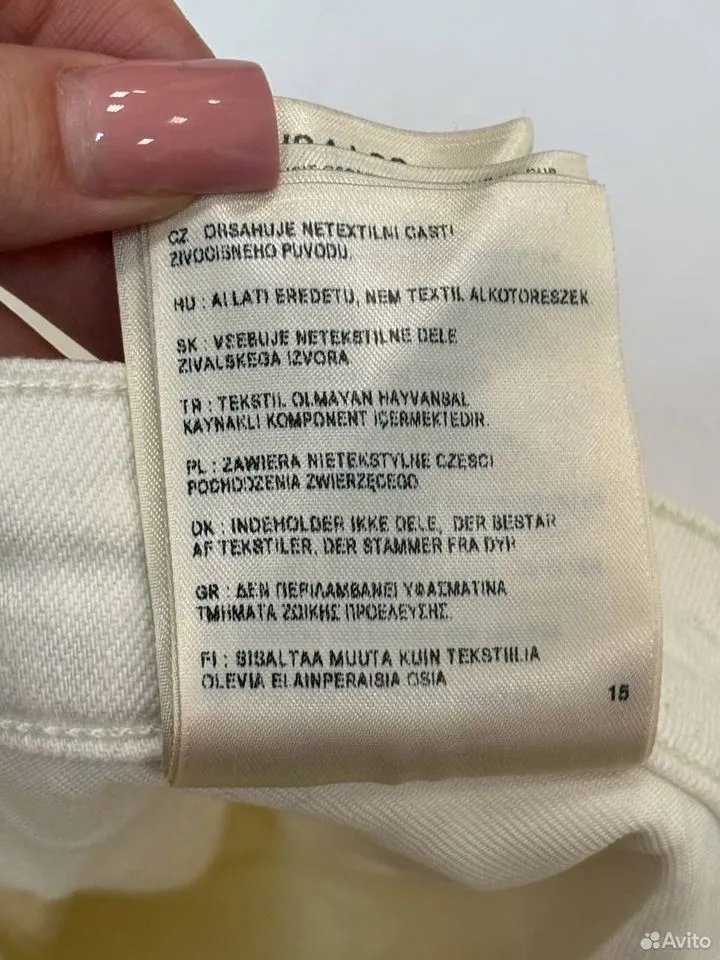 CZ OBSAHUJE NETEXTILNI CASTI
ZIVOCISNEHO PUVODU.
HU : ALLATI EREDETU, NEM TEXTIL ALKOTORESZEK
SK : VSEBUJE NETEKSTILNE DELE
ZIVALSKEGA IZVORA
TR : TEKSTIL OLMAYAN HAYVANSAL
KAYNAKLI KOMPONENT IÇERMEKTEDIR.
PL : ZAWIERA NIETEKSTYLNE CZESCI
POCHODZENIA ZWIERZĘCEGO
DK : INDEHOLDER IKKE DELE, DER BESTAR
AF TEKSTILER, DER STAMMER FRA DYR
GR : ΔΕΝ ΠΕΡΙΛΑΜΒΑΝΕΙ ΥΦΑΣΜΑΤΙΝΑ
ΤΜΗΜΑΤΑ ΖΩΙΚΗΣ ΠΡΟΕΛΕΥΣΗΣ.
FI : SISALTAA MUUTA KUIN TEKSTIILIA
OLEVIA ELAINPERAISIA OSIA
15
Avito